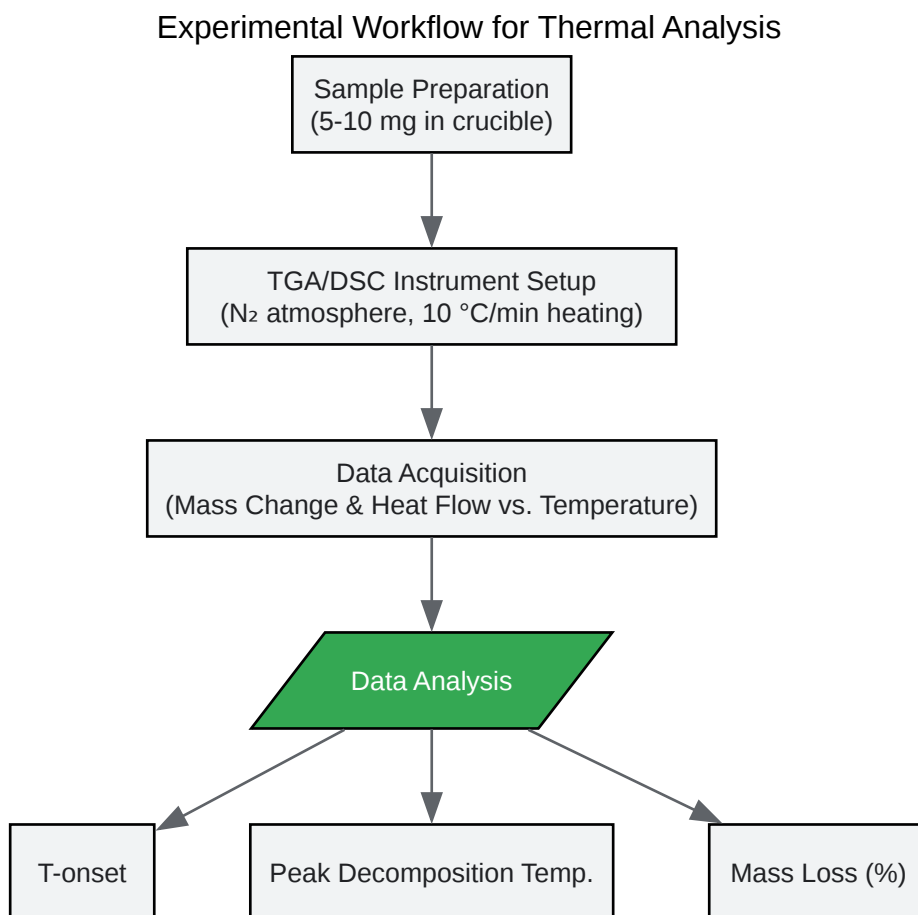 Experimental Workflow for Thermal Analysis
Sample Preparation
(5-10 mg in crucible)
TGA/DSC Instrument Setup
(N₂ atmosphere, 10 °C/min heating)
Data Acquisition
(Mass Change & Heat Flow vs. Temperature)
Data Analysis
T-onset
Peak Decomposition Temp.
Mass Loss (%)